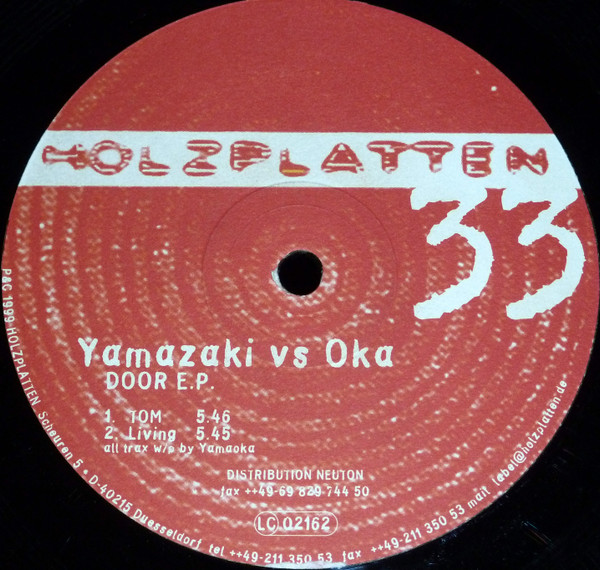 HOLZPLATTEN
33
Yamazaki vs Oka
DOOR E.P.
1. TOM 5.46
2. Living 5.45
all trax w/p by Yamaoka
DISTRIBUTION NEUTON
fax ++49-69 829 744 50
LC 02162
P&C 1999 HOLZPLATTEN Scheuren 5 • D-40215 Duesseldorf tel ++49-211 350 53 fax ++49-211 350 53 mail lebel@holzplatten.de